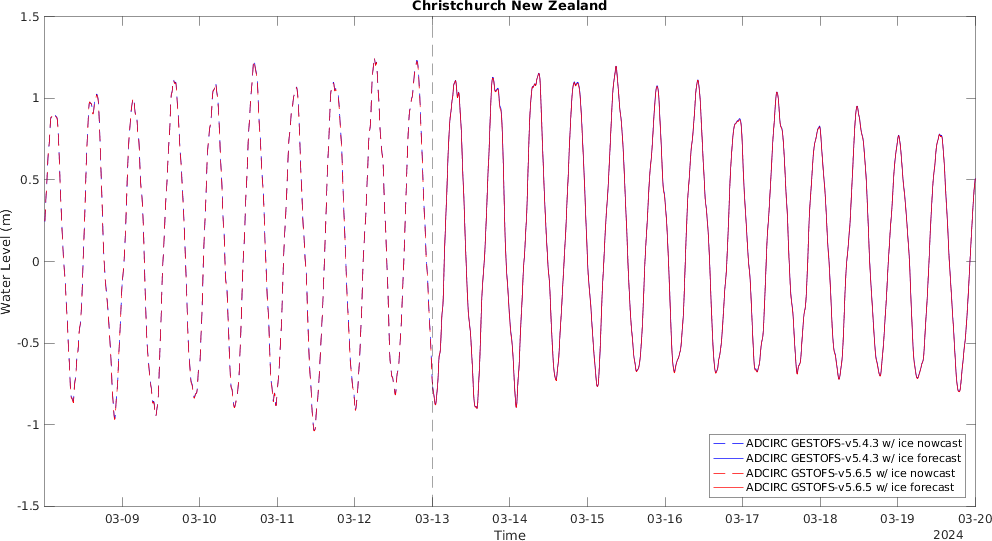 Christchurch New Zealand
1.5
1
0.5
0
-0.5
-1
-1.5
Water Level (m)
03-09 03-10 03-11 03-12 03-13 03-14 03-15 03-16 03-17 03-18 03-19 03-20
Time
2024
ADCIRC GESTOFS-v5.4.3 w/ ice nowcast
ADCIRC GESTOFS-v5.4.3 w/ ice forecast
ADCIRC GSTOFS-v5.6.5 w/ ice nowcast
ADCIRC GSTOFS-v5.6.5 w/ ice forecast